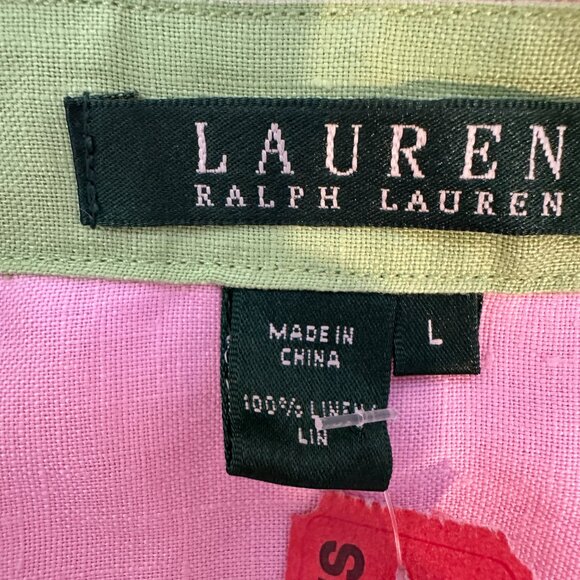 LAUREN
RALPH LAUREN
MADE IN
CHINA
L
100% LINEN/
LIN